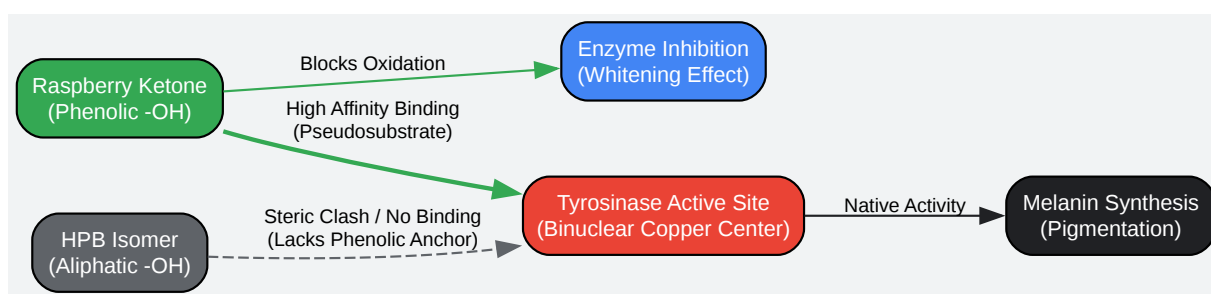 Raspberry Ketone
(Phenolic -OH)
Blocks Oxidation
Enzyme Inhibition
(Whitening Effect)
High Affinity Binding
(Pseudosubstrate)
HPB Isomer
(Aliphatic -OH)
Steric Clash / No Binding
(Lacks Phenolic Anchor)
Tyrosinase Active Site
(Binuclear Copper Center)
Native Activity
Melanin Synthesis
(Pigmentation)